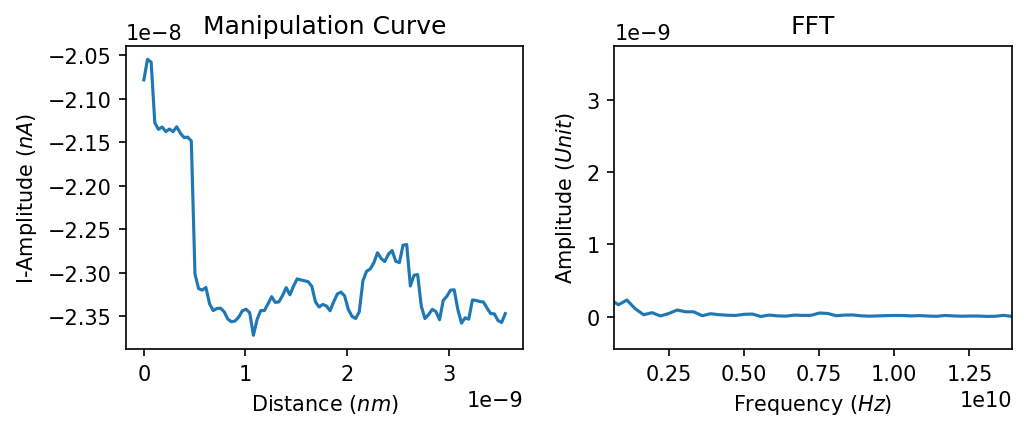 Manipulation Curve
1e−8
−2.05
−2.10
−2.15
−2.20
−2.25
−2.30
−2.35
I-Amplitude (nA)
0 1 2 3
Distance (nm)
1e−9
FFT
1e−9
3
2
1
0
Amplitude (Unit)
0.25 0.50 0.75 1.00 1.25
Frequency (Hz)
1e10